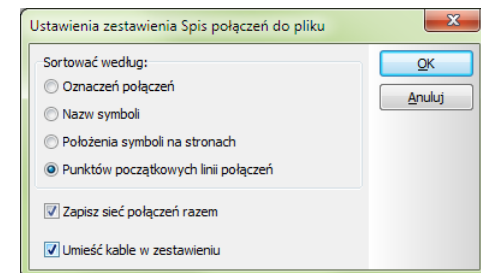 Ustawienia zestawienia Spis połączeń do pliku
Sortować według:
Oznaczeń połączeń
Nazw symboli
Położenia symboli na stronach
Punktów początkowych linii połączeń
Zapisz sieć połączeń razem
Umieść kable w zestawieniu
OK
Anuluj